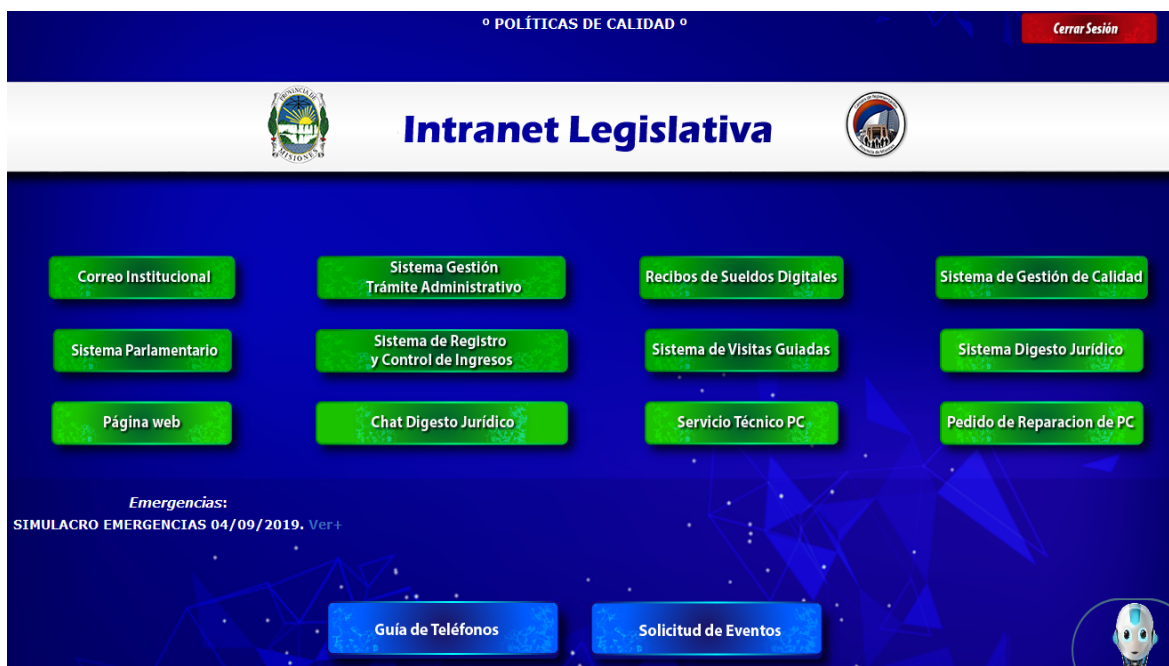 º POLÍTICAS DE CALIDAD º
Cerrar Sesión
PROVINCIA DE
MISIONES
Intranet Legislativa
Correo Institucional
Sistema Gestión
Trámite Administrativo
Recibos de Sueldos Digitales
Sistema de Gestión de Calidad
Sistema Parlamentario
Sistema de Registro
y Control de Ingresos
Sistema de Visitas Guiadas
Sistema Digesto Jurídico
Página web
Chat Digesto Jurídico
Servicio Técnico PC
Pedido de Reparacion de PC
Emergencias:
SIMULACRO EMERGENCIAS 04/09/2019. Ver+
Guía de Teléfonos
Solicitud de Eventos